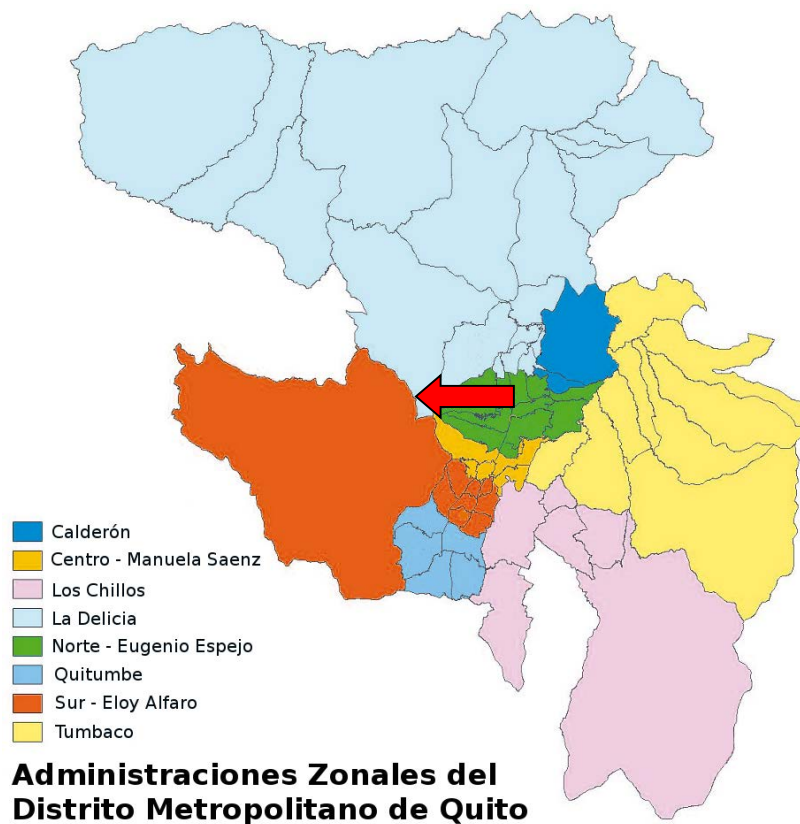 Calderón
Centro - Manuela Saenz
Los Chillos
La Delicia
Norte - Eugenio Espejo
Quitumbe
Sur - Eloy Alfaro
Tumbaco
Administraciones Zonales del
Distrito Metropolitano de Quito